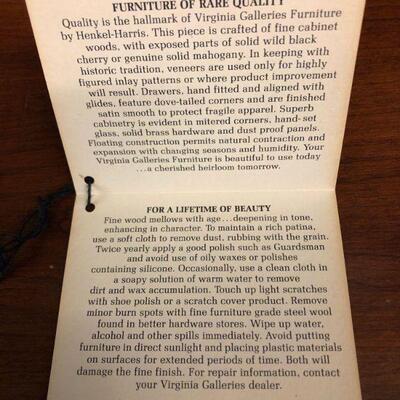 FURNITURE OF RARE QUALITY
Quality is the hallmark of Virginia Galleries Furniture
by Henkel-Harris. This piece is crafted of fine cabinet
woods, with exposed parts of solid wild black
cherry or genuine solid mahogany. In keeping with
historic tradition, veneers are used only for highly
figured inlay patterns or where product improvement
will result. Drawers, hand fitted and aligned with
glides, feature dove-tailed corners and are finished
satin smooth to protect fragile apparel. Superb
cabinetry is evident in mitered corners, hand-set
glass, solid brass hardware and dust proof panels.
Floating construction permits natural contraction and
expansion with changing seasons and humidity. Your
Virginia Galleries Furniture is beautiful to use today
...a cherished heirloom tomorrow.
FOR A LIFETIME OF BEAUTY
Fine wood mellows with age...deepening in tone,
enhancing in character. To maintain a rich patina,
use a soft cloth to remove dust, rubbing with the grain.
Twice yearly apply a good polish such as Guardsman
and avoid use of oily waxes or polishes
containing silicone. Occasionally, use a clean cloth in
a soapy solution of warm water to remove
dirt and wax accumulation. Touch up light scratches
with shoe polish or a scratch cover product. Remove
minor burn spots with fine furniture grade steel wool
found in better hardware stores. Wipe up water,
alcohol and other spills immediately. Avoid putting
furniture in direct sunlight and placing plastic materials
on surfaces for extended periods of time. Both will
damage the fine finish. For repair information, contact
your Virginia Galleries dealer.